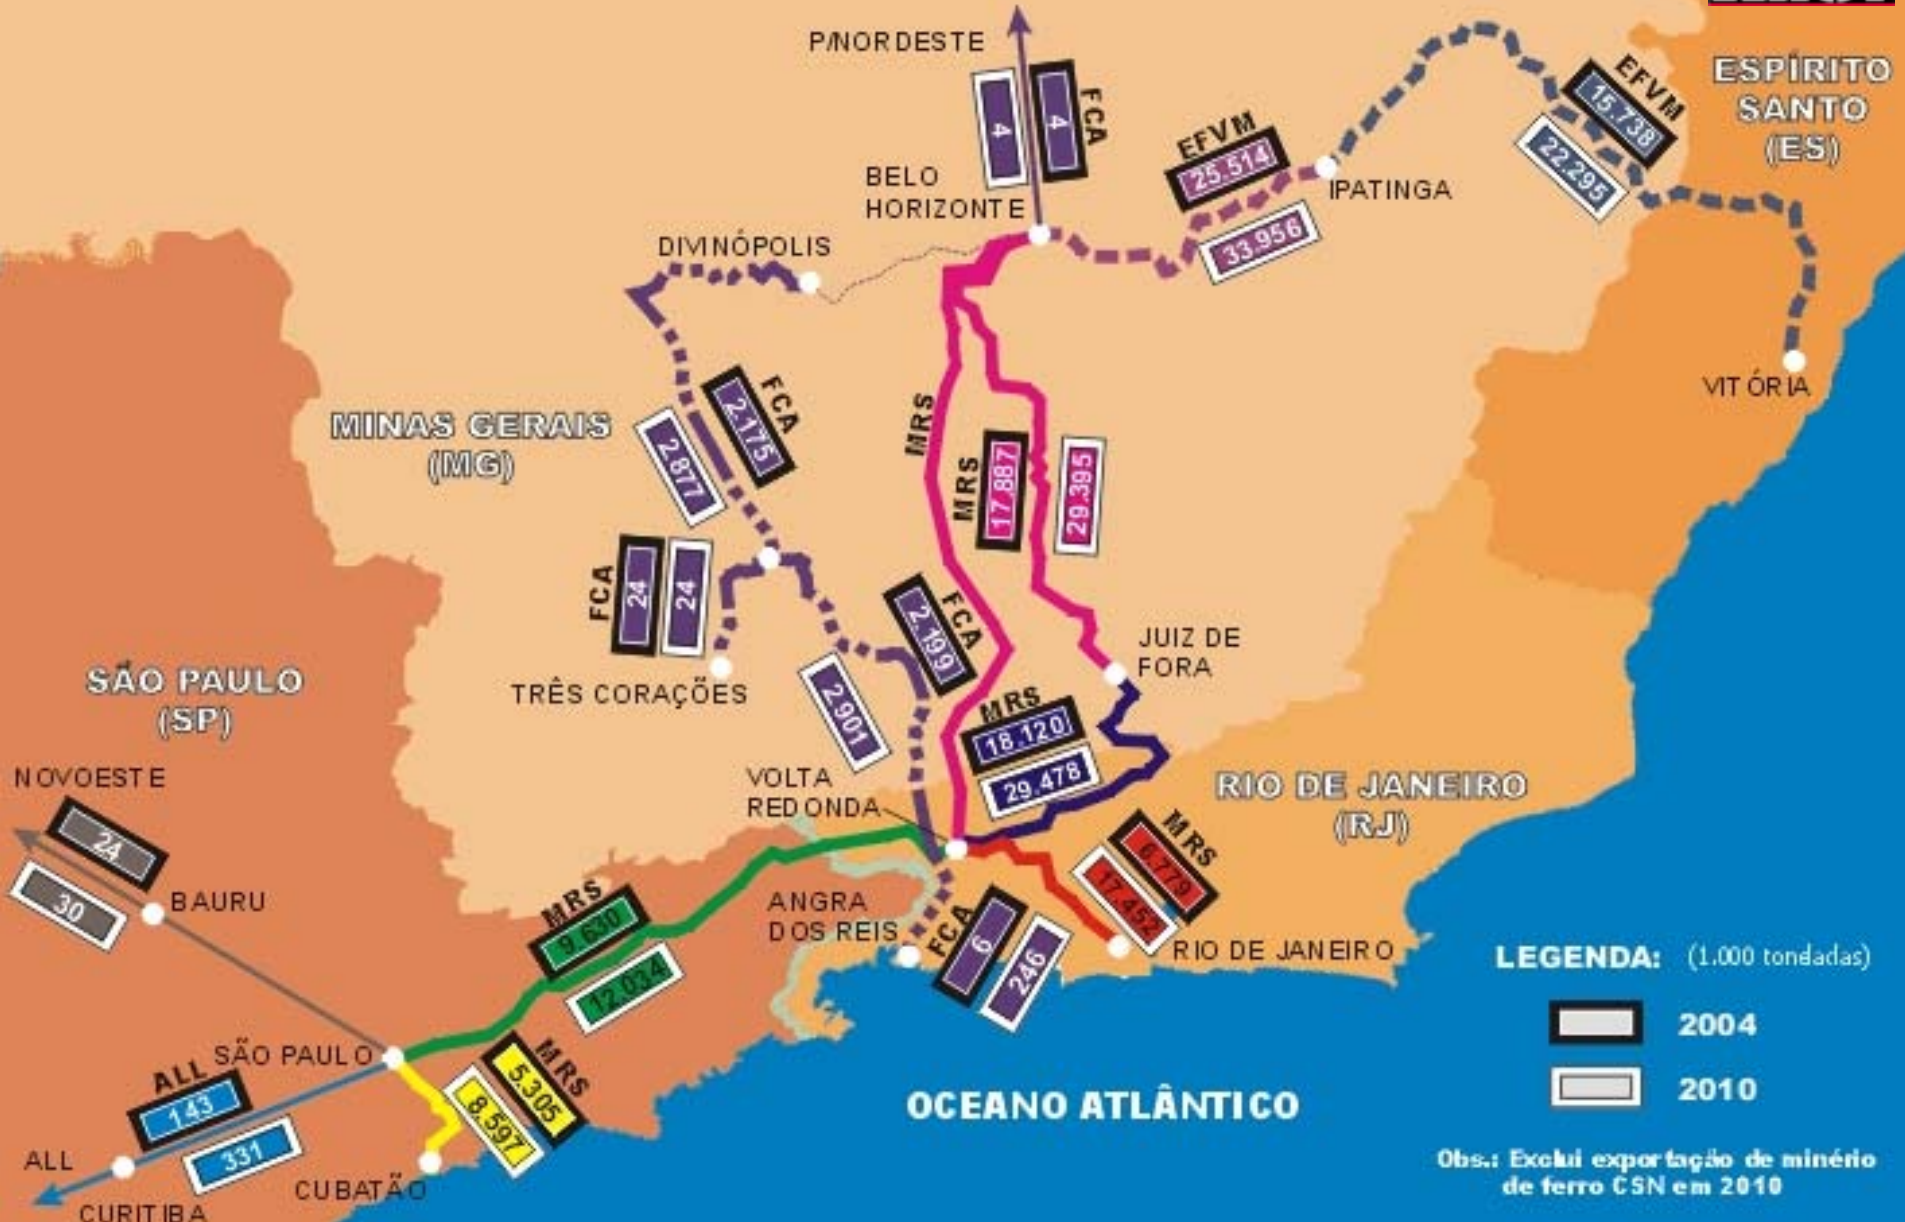 P/NORDESTE
4
4
FCA
EFVM
15.738
22.295
ESPÍRITO
SANTO
(ES)
EFVM
25.514
33.956
IPATINGA
BELO
HORIZONTE
DIVINÓPOLIS
VITÓRIA
MINAS GERAIS
(MG)
FCA
2.175
2.877
MRS
MRS
17.887
29.395
FCA
24
24
TRÊS CORAÇÕES
FCA
2.199
2.901
JUIZ DE
FORA
SÃO PAULO
(SP)
MRS
18.120
29.478
VOLTA
REDONDA
RIO DE JANEIRO
(RJ)
NOVOESTE
24
30
BAURU
MRS
6.779
17.452
RIO DE JANEIRO
ANGRA
DOS REIS
FCA
6
246
MRS
9.630
12.034
SÃO PAULO
MRS
5.305
8.597
CUBATÃO
ALL
143
331
ALL
CURITIBA
OCEANO ATLÂNTICO
LEGENDA: (1.000 tondadas)
2004
2010
Obs.: Exclui exportação de minério
de ferro CSN em 2010